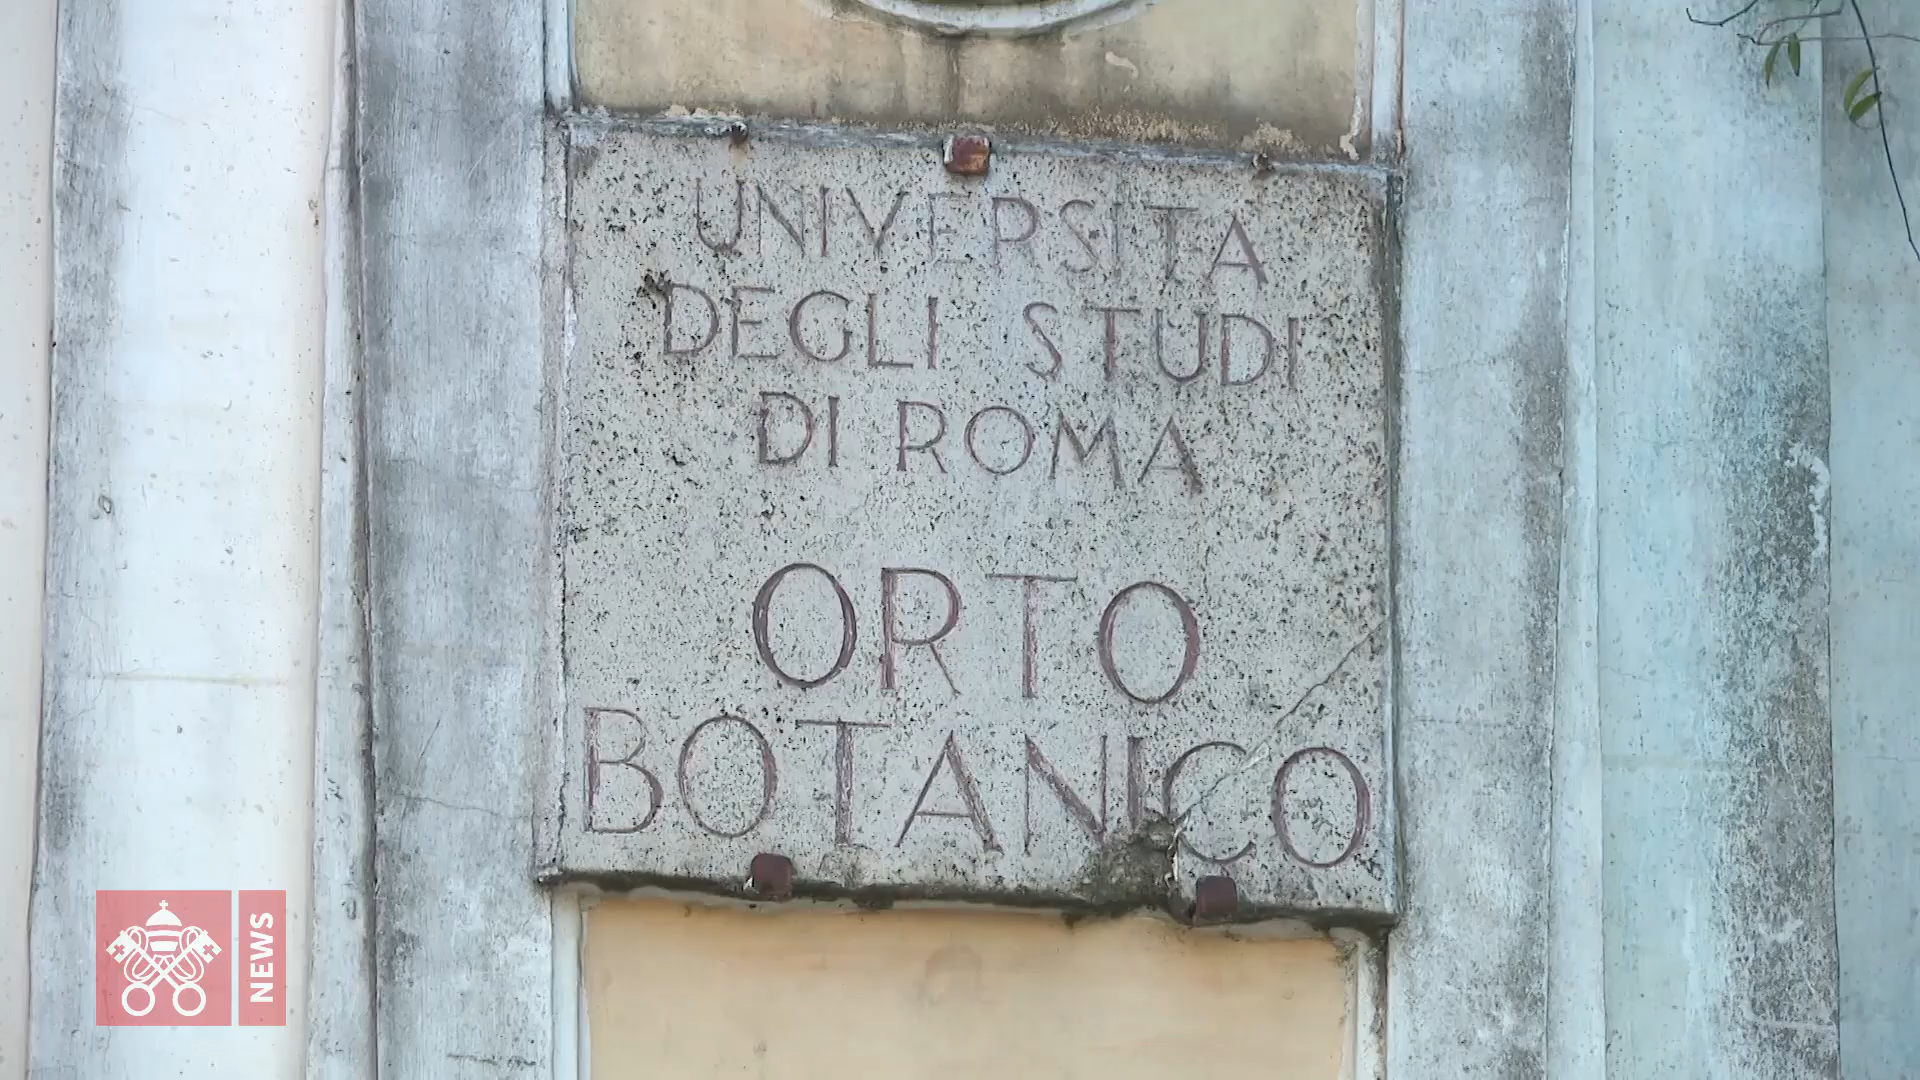 UNIVERSITA
DEGLI STUDI
DI ROMA
ORTO
BOTANICO
NEWS